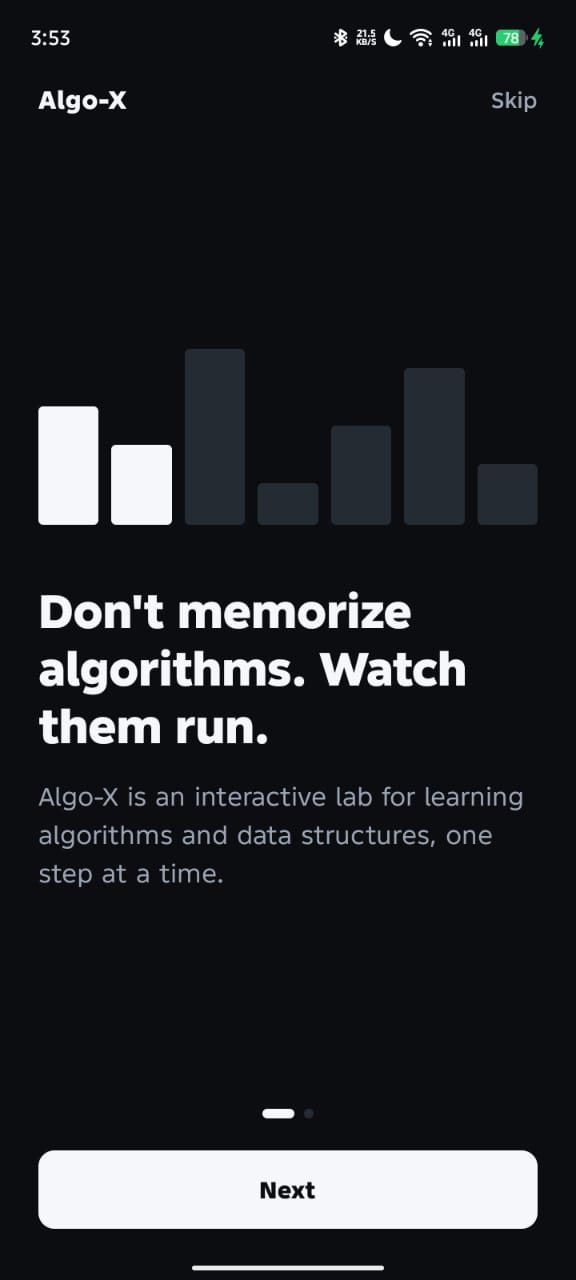 3:53
21.5
KB/S
4G
4G
78
Algo-X
Skip
Don't memorize
algorithms. Watch
them run.
Algo-X is an interactive lab for learning
algorithms and data structures, one
step at a time.
Next